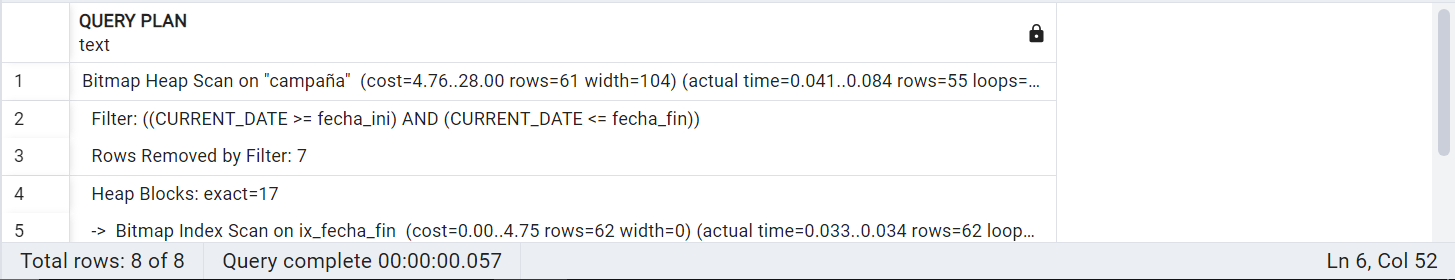 QUERY PLAN
text
1 Bitmap Heap Scan on "campaña" (cost=4.76..28.00 rows=61 width=104) (actual time=0.041..0.084 rows=55 loops=...
2 Filter: ((CURRENT_DATE >= fecha_ini) AND (CURRENT_DATE <= fecha_fin))
3 Rows Removed by Filter: 7
4 Heap Blocks: exact=17
5 -> Bitmap Index Scan on ix_fecha_fin (cost=0.00..4.75 rows=62 width=0) (actual time=0.033..0.034 rows=62 loop...
Total rows: 8 of 8 Query complete 00:00:00.057 Ln 6, Col 52